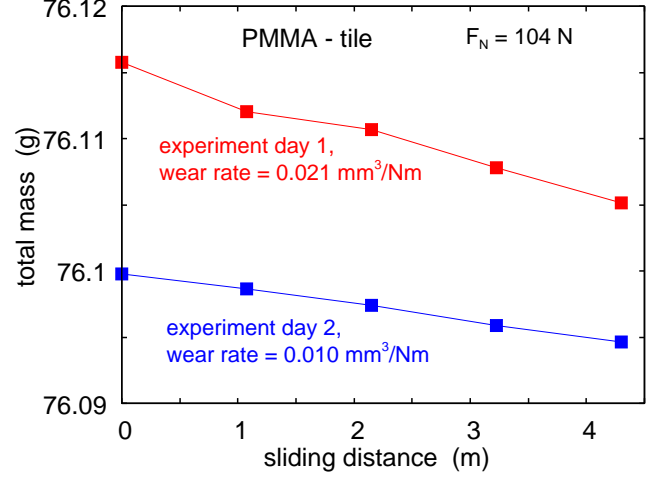 76.12
PMMA - tile
F_N = 104 N
76.11
experiment day 1,
wear rate = 0.021 mm³/Nm
total mass (g)
76.1
experiment day 2,
wear rate = 0.010 mm³/Nm
76.09
0 1 2 3 4
sliding distance (m)